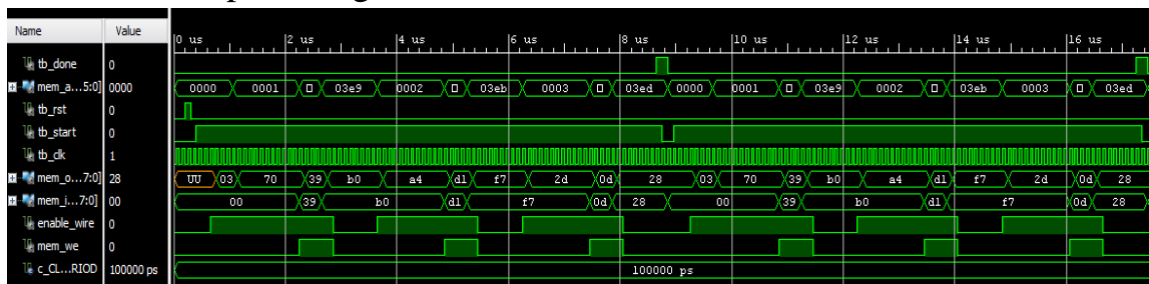 Name Value 0 us 2 us 4 us 6 us 8 us 10 us 12 us 14 us 16 us
tb_done 0
mem_a...5:0] 0000 0000 0001 03e9 0002 03eb 0003 03ed 0000 0001 03e9 0002 03eb 0003 03ed
tb_rst 0
tb_start 0
tb_clk 1
mem_o...7:0] 28 UU 03 70 39 b0 a4 d1 f7 2d 0d 28 03 70 39 b0 a4 d1 f7 2d 0d 28
mem_i...7:0] 00 00 39 b0 d1 f7 0d 28 00 39 b0 d1 f7 0d 28
enable_wire 0
mem_we 0
c_CL...RIOD 100000 ps 100000 ps